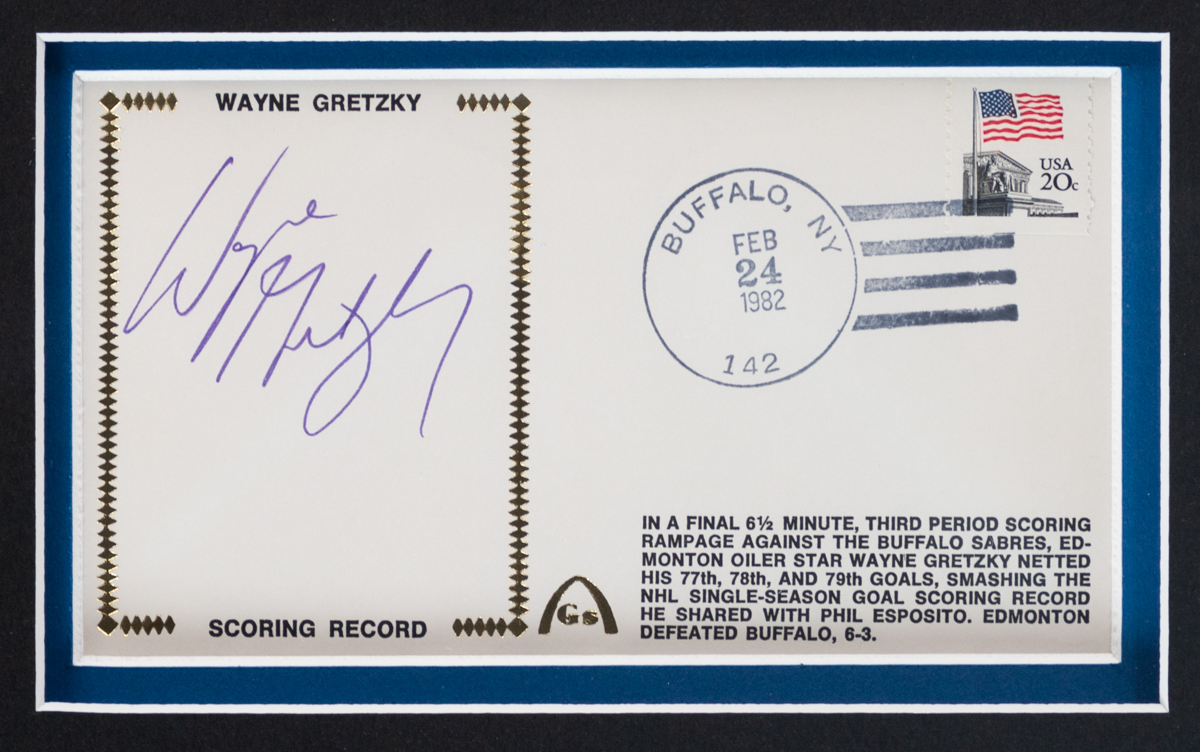 WAYNE GRETZKY
Wayne Gretzky
SCORING RECORD
USA
20c
BUFFALO, NY
FEB
24
1982
142
Gs
IN A FINAL 6½ MINUTE, THIRD PERIOD SCORING
RAMPAGE AGAINST THE BUFFALO SABRES, ED-
MONTON OILER STAR WAYNE GRETZKY NETTED
HIS 77th, 78th, AND 79th GOALS, SMASHING THE
NHL SINGLE-SEASON GOAL SCORING RECORD
HE SHARED WITH PHIL ESPOSITO. EDMONTON
DEFEATED BUFFALO, 6-3.